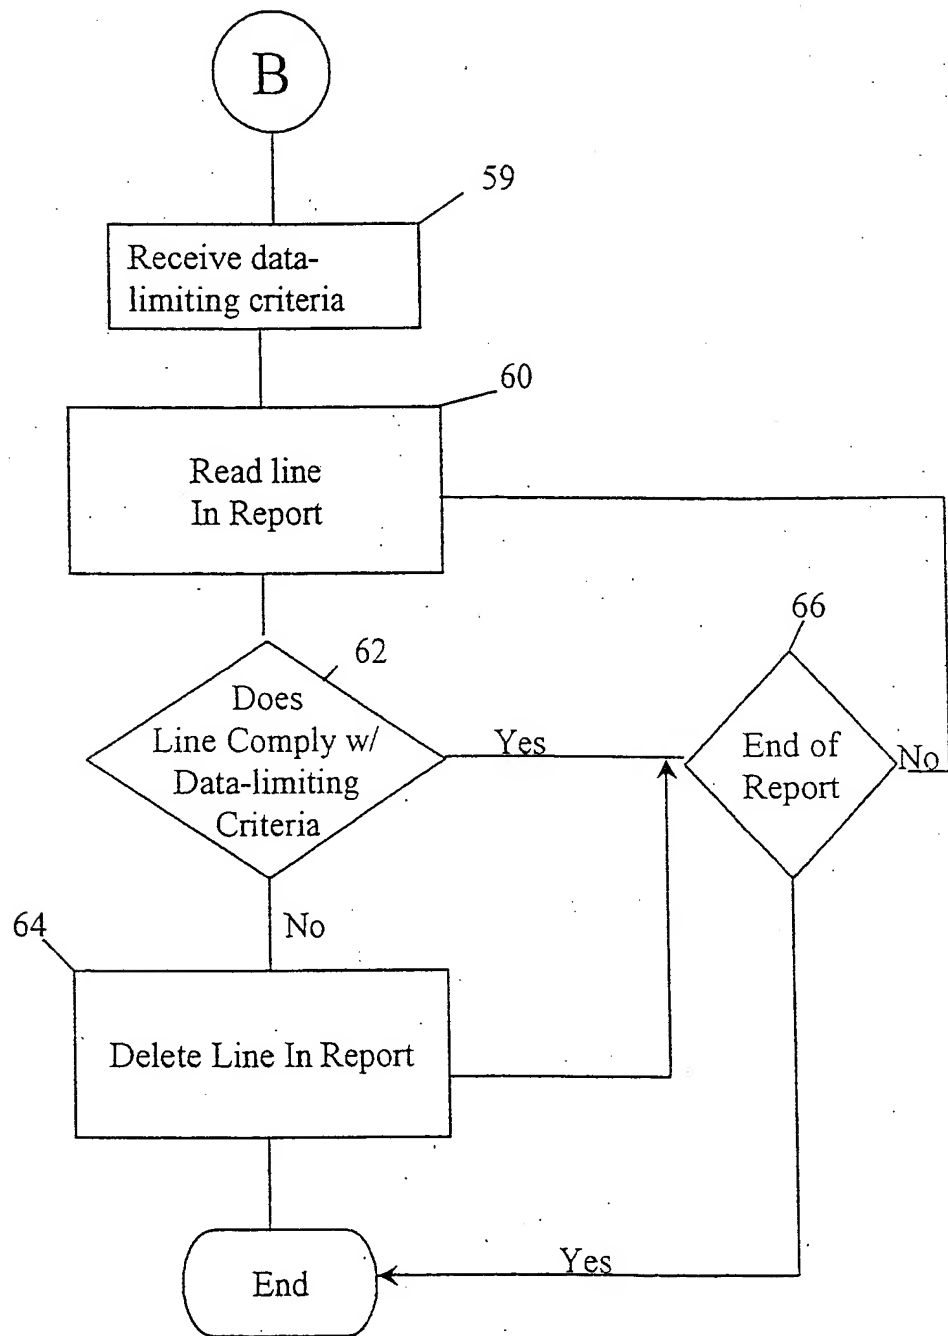 B
59
Receive data-
limiting criteria
60
Read line
In Report
62
Does
Line Comply w/
Data-limiting
Criteria
Yes
66
End of
Report
No
No
64
Delete Line In Report
Yes
End